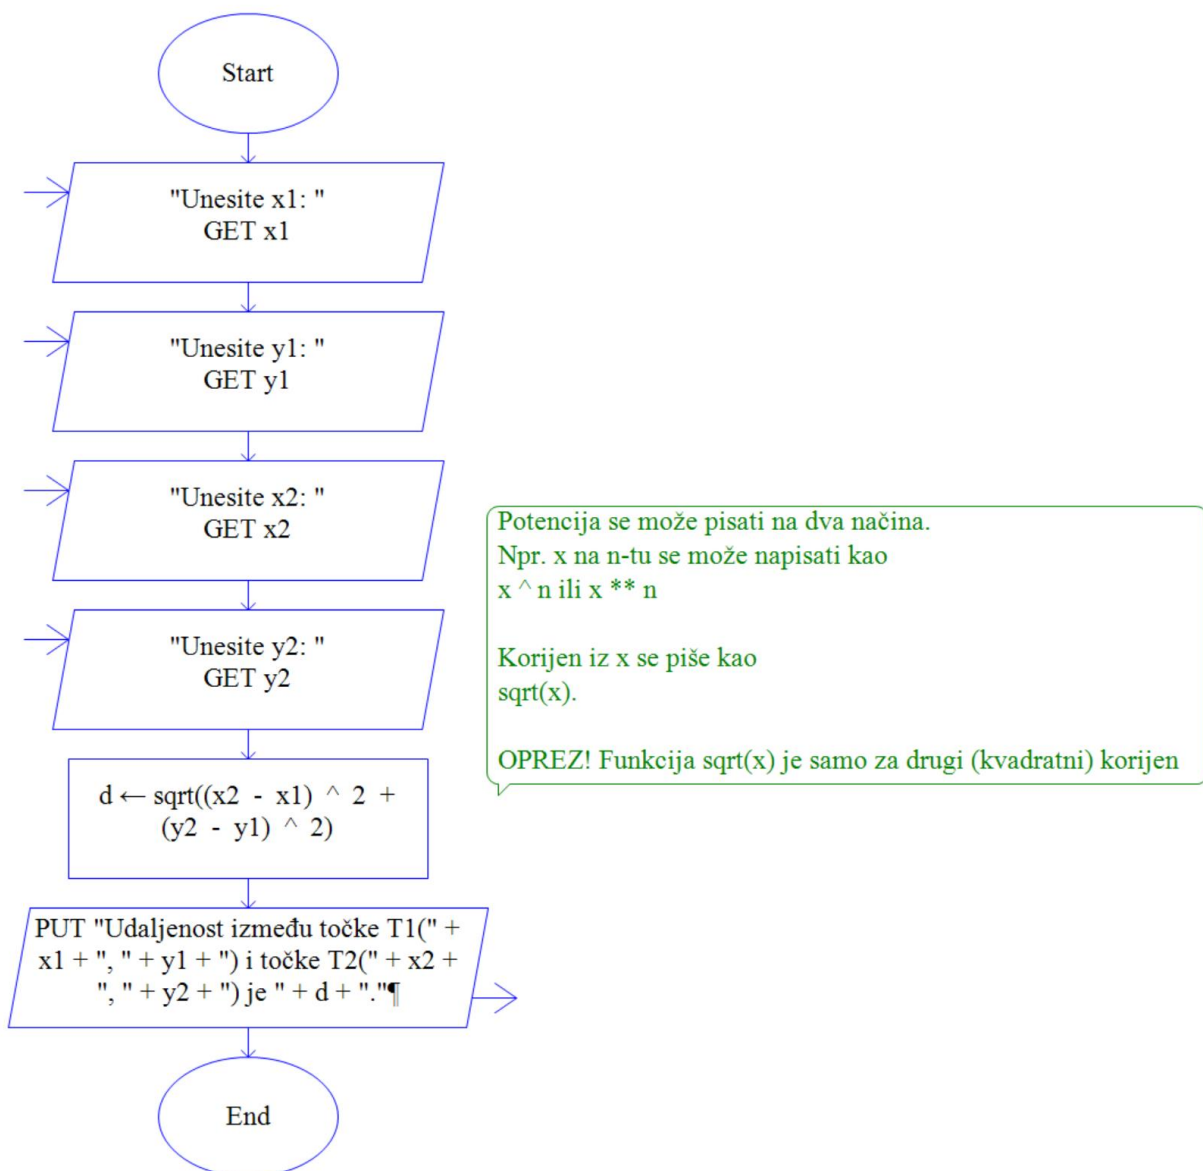 Start
"Unesite x1: "
GET x1
"Unesite y1: "
GET y1
"Unesite x2: "
GET x2
"Unesite y2: "
GET y2
d ← sqrt((x2 - x1) ^ 2 +
(y2 - y1) ^ 2)
PUT "Udaljenost između točke T1(" +
x1 + ", " + y1 + ") i točke T2(" + x2 +
", " + y2 + ") je " + d + "."¶
End
Potencija se može pisati na dva načina.
Npr. x na n-tu se može napisati kao
x ^ n ili x ** n
Korijen iz x se piše kao
sqrt(x).
OPREZ! Funkcija sqrt(x) je samo za drugi (kvadratni) korijen